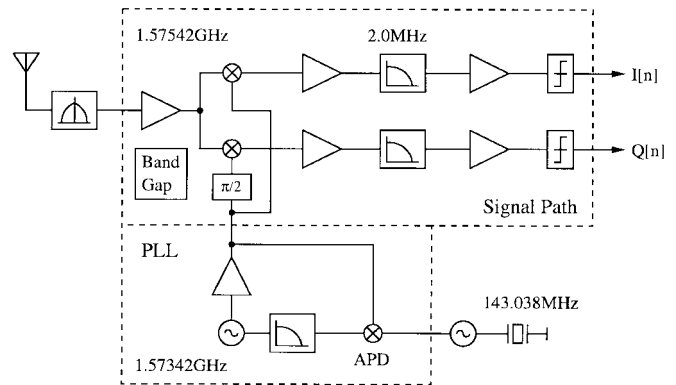 1.57542GHz
2.0MHz
I[n]
Q[n]
Band
Gap
π/2
Signal Path
PLL
143.038MHz
APD
1.57342GHz